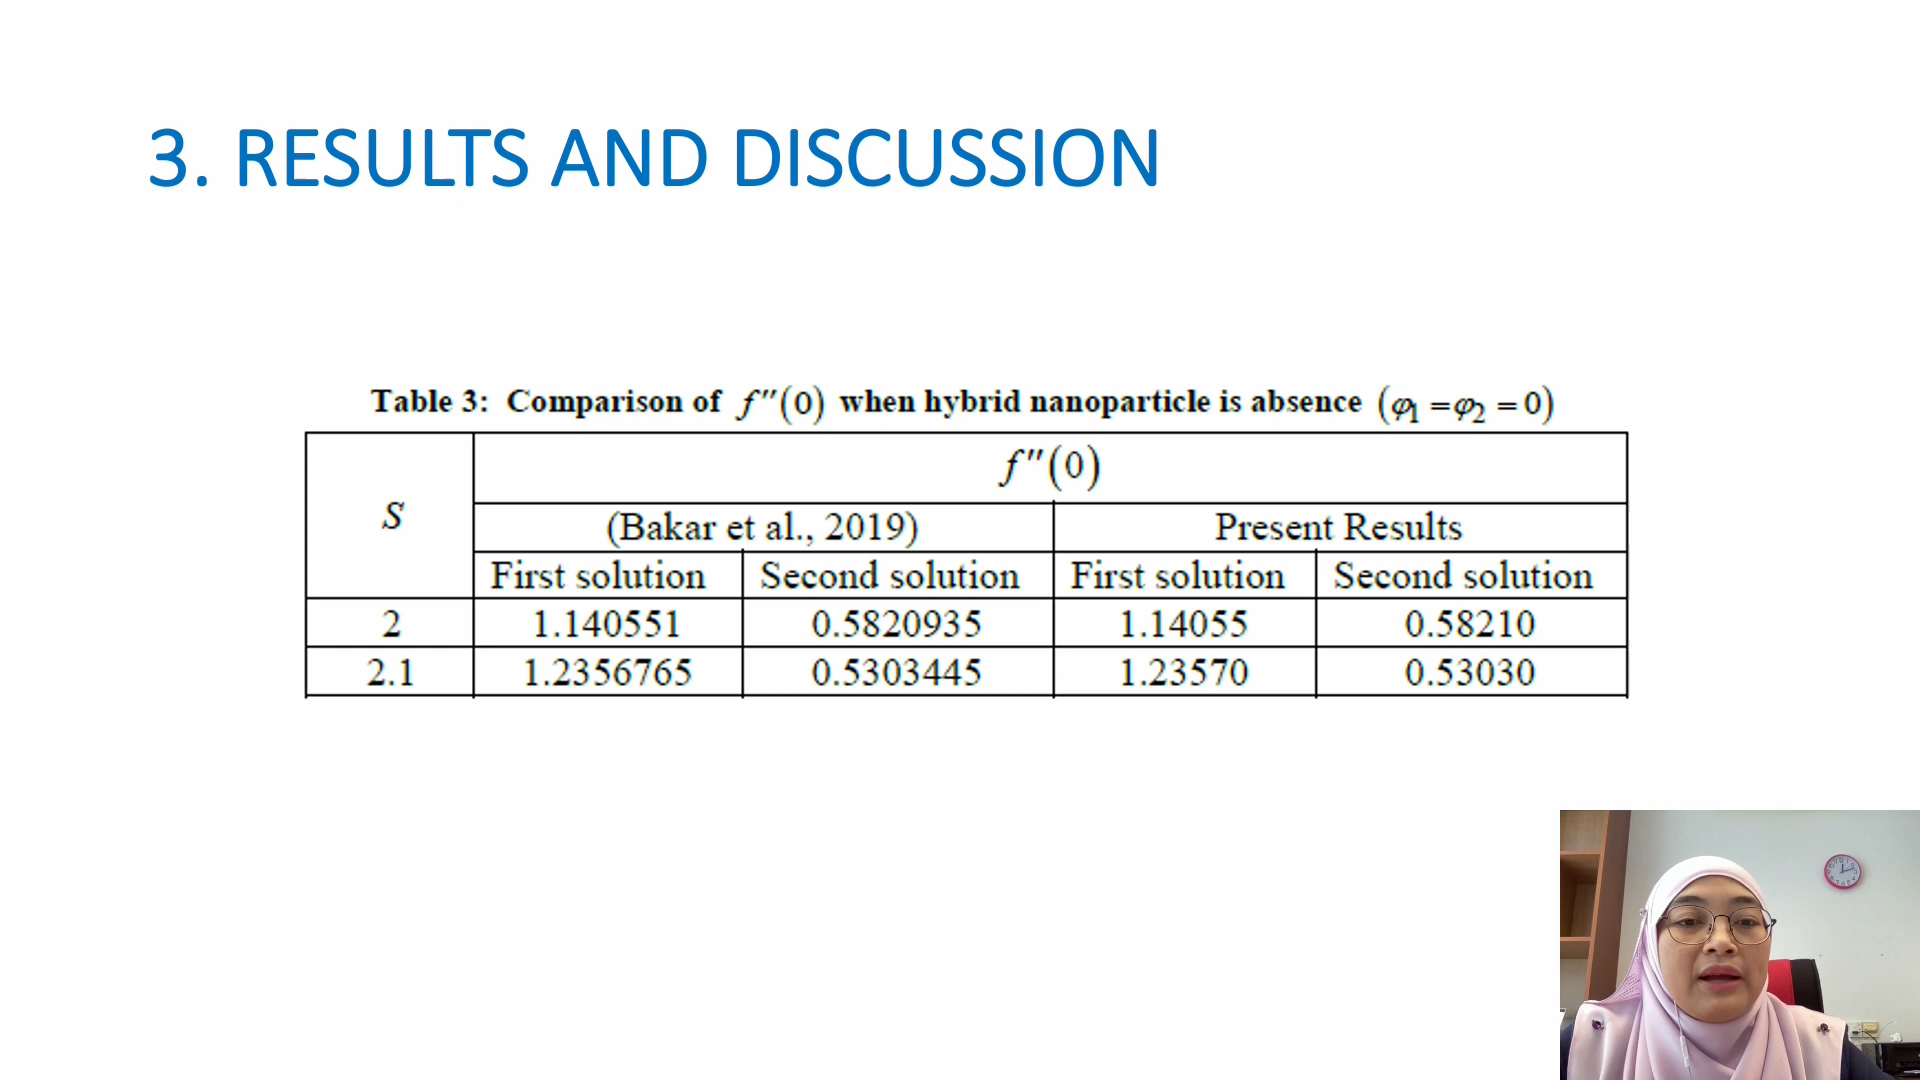 3. RESULTS AND DISCUSSION
Table 3: Comparison of f″(0) when hybrid nanoparticle is absence (φ1 = φ2 = 0)
S
f″(0)
(Bakar et al., 2019) Present Results
First solution Second solution First solution Second solution
2 1.140551 0.5820935 1.14055 0.58210
2.1 1.2356765 0.5303445 1.23570 0.53030